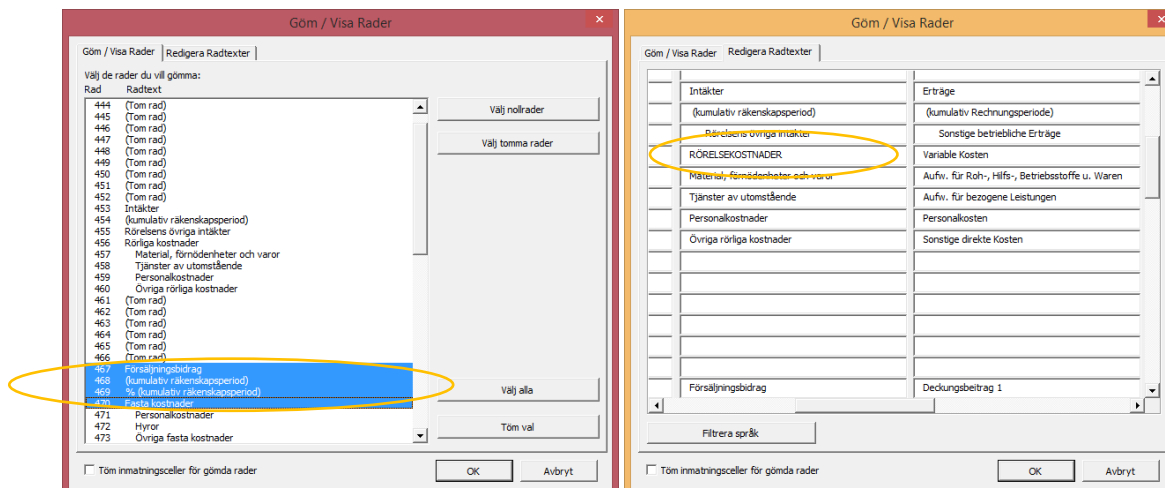 Göm / Visa Rader
×
Göm / Visa Rader
Redigera Radtexter
Välj de rader du vill gömma:
Rad Radtext
444 (Tom rad)
445 (Tom rad)
446 (Tom rad)
447 (Tom rad)
448 (Tom rad)
449 (Tom rad)
450 (Tom rad)
451 (Tom rad)
452 (Tom rad)
453 Intäkter
454 (kumulativ räkenskapsperiod)
455 Rörelsens övriga intäkter
456 Rörliga kostnader
457 Material, förnödenheter och varor
458 Tjänster av utomstående
459 Personalkostnader
460 Övriga rörliga kostnader
461 (Tom rad)
462 (Tom rad)
463 (Tom rad)
464 (Tom rad)
465 (Tom rad)
466 (Tom rad)
467 Försäljningsbidrag
468 (kumulativ räkenskapsperiod)
469 % (kumulativ räkenskapsperiod)
470 Fasta kostnader
471 Personalkostnader
472 Hyror
473 Övriga fasta kostnader
Välj nollrader
Välj tomma rader
Välj alla
Töm val
Töm inmatningsceller för gömda rader
OK
Avbryt
Göm / Visa Rader
×
Göm / Visa Rader
Redigera Radtexter
Intäkter Erträge
(kumulativ räkenskapsperiod) (kumulativ Rechnungsperiode)
Rörelsens övriga intäkter Sonstige betriebliche Erträge
RÖRELSEKOSTNADER Variable Kosten
Material, förnödenheter och varor Aufw. für Roh-, Hilfs-, Betriebsstoffe u. Waren
Tjänster av utomstående Aufw. für bezogene Leistungen
Personalkostnader Personalkosten
Övriga rörliga kostnader Sonstige direkte Kosten
Försäljningsbidrag Deckungsbeitrag 1
Filtrera språk
Töm inmatningsceller för gömda rader
OK
Avbryt